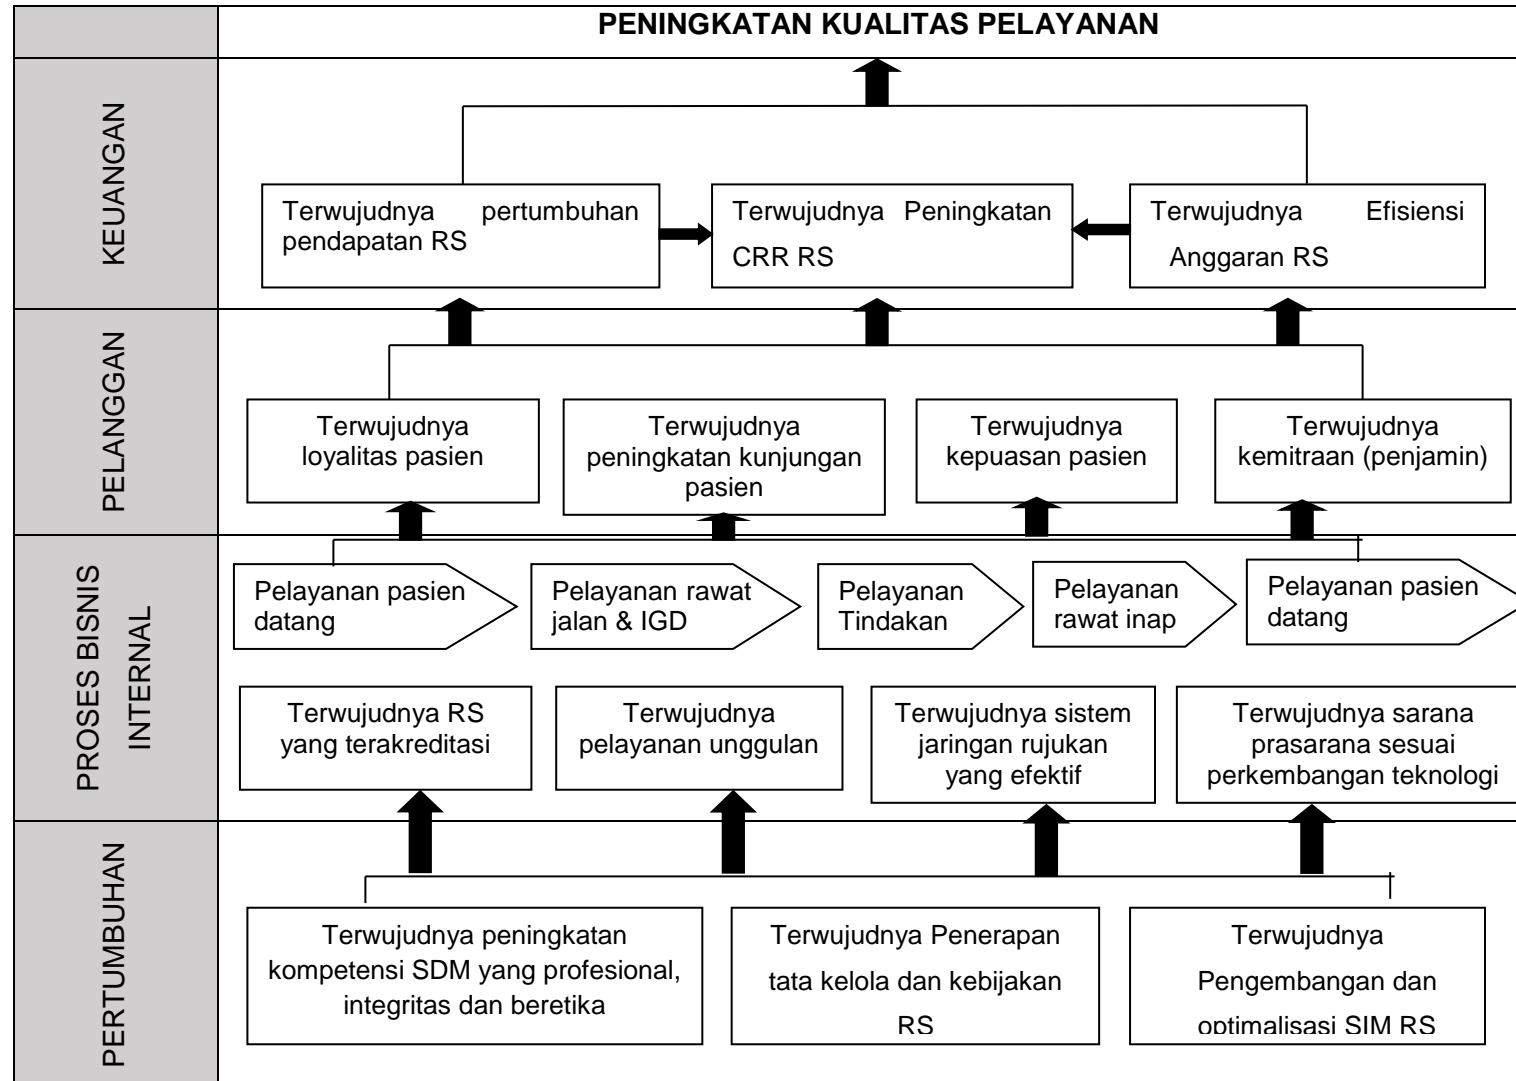 PENINGKATAN KUALITAS PELAYANAN
KEUANGAN
Terwujudnya pertumbuhan
pendapatan RS
Terwujudnya Peningkatan
CRR RS
Terwujudnya Efisiensi
Anggaran RS
PELANGGAN
Terwujudnya
loyalitas pasien
Terwujudnya
peningkatan kunjungan
pasien
Terwujudnya
kepuasan pasien
Terwujudnya
kemitraan (penjamin)
PROSES BISNIS
INTERNAL
Pelayanan pasien
datang
Pelayanan rawat
jalan & IGD
Pelayanan
Tindakan
Pelayanan
rawat inap
Pelayanan pasien
datang
Terwujudnya RS
yang terakreditasi
Terwujudnya
pelayanan unggulan
Terwujudnya sistem
jaringan rujukan
yang efektif
Terwujudnya sarana
prasarana sesuai
perkembangan teknologi
PERTUMBUHAN
Terwujudnya peningkatan
kompetensi SDM yang profesional,
integritas dan beretika
Terwujudnya Penerapan
tata kelola dan kebijakan
RS
Terwujudnya
Pengembangan dan
optimalisasi SIM RS